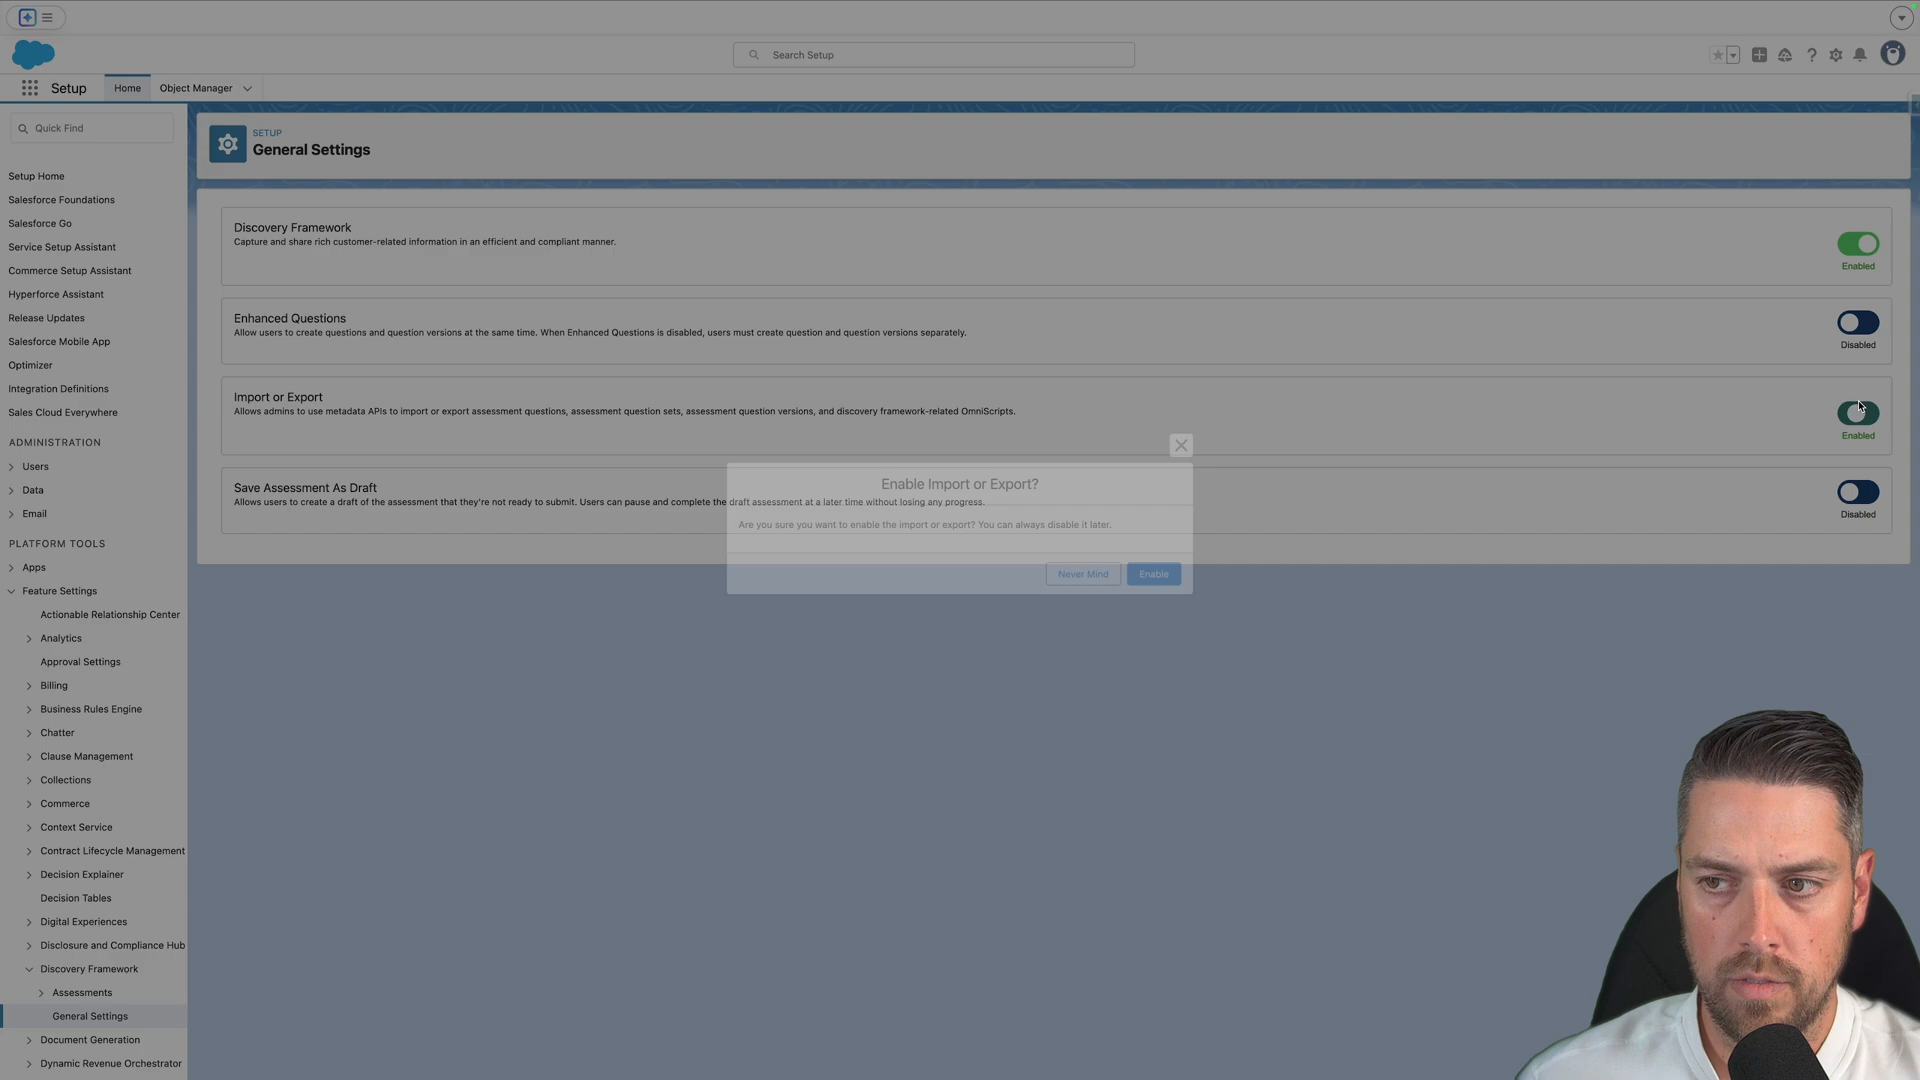 Search Setup
Setup
Home
Object Manager
Quick Find
Setup Home
Salesforce Foundations
Salesforce Go
Service Setup Assistant
Commerce Setup Assistant
Hyperforce Assistant
Release Updates
Salesforce Mobile App
Optimizer
Integration Definitions
Sales Cloud Everywhere
ADMINISTRATION
Users
Data
Email
PLATFORM TOOLS
Apps
Feature Settings
Actionable Relationship Center
Analytics
Approval Settings
Billing
Business Rules Engine
Chatter
Clause Management
Collections
Commerce
Context Service
Contract Lifecycle Management
Decision Explainer
Decision Tables
Digital Experiences
Disclosure and Compliance Hub
Discovery Framework
Assessments
General Settings
Document Generation
Dynamic Revenue Orchestrator
SETUP
General Settings
Discovery Framework
Capture and share rich customer-related information in an efficient and compliant manner.
Enabled
Enhanced Questions
Allow users to create questions and question versions at the same time. When Enhanced Questions is disabled, users must create question and question versions separately.
Disabled
Import or Export
Allows admins to use metadata APIs to import or export assessment questions, assessment question sets, assessment question versions, and discovery framework-related OmniScripts.
Enabled
Save Assessment As Draft
Allows users to create a draft of the assessment that they're not ready to submit. Users can pause and complete the draft assessment at a later time without losing any progress.
Disabled
Enable Import or Export?
Are you sure you want to enable the import or export? You can always disable it later.
Never Mind
Enable